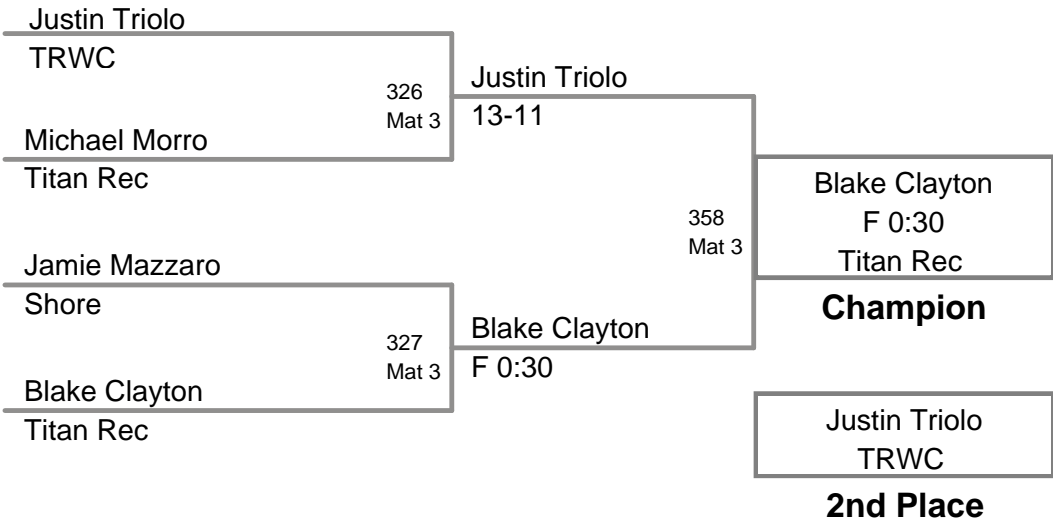 Justin Triolo
TRWC
326
Mat 3
Michael Morro
Titan Rec
Justin Triolo
13-11
Jamie Mazzaro
Shore
327
Mat 3
Blake Clayton
Titan Rec
Blake Clayton
F 0:30
358
Mat 3
Blake Clayton
F 0:30
Titan Rec
Champion
Justin Triolo
TRWC
2nd Place